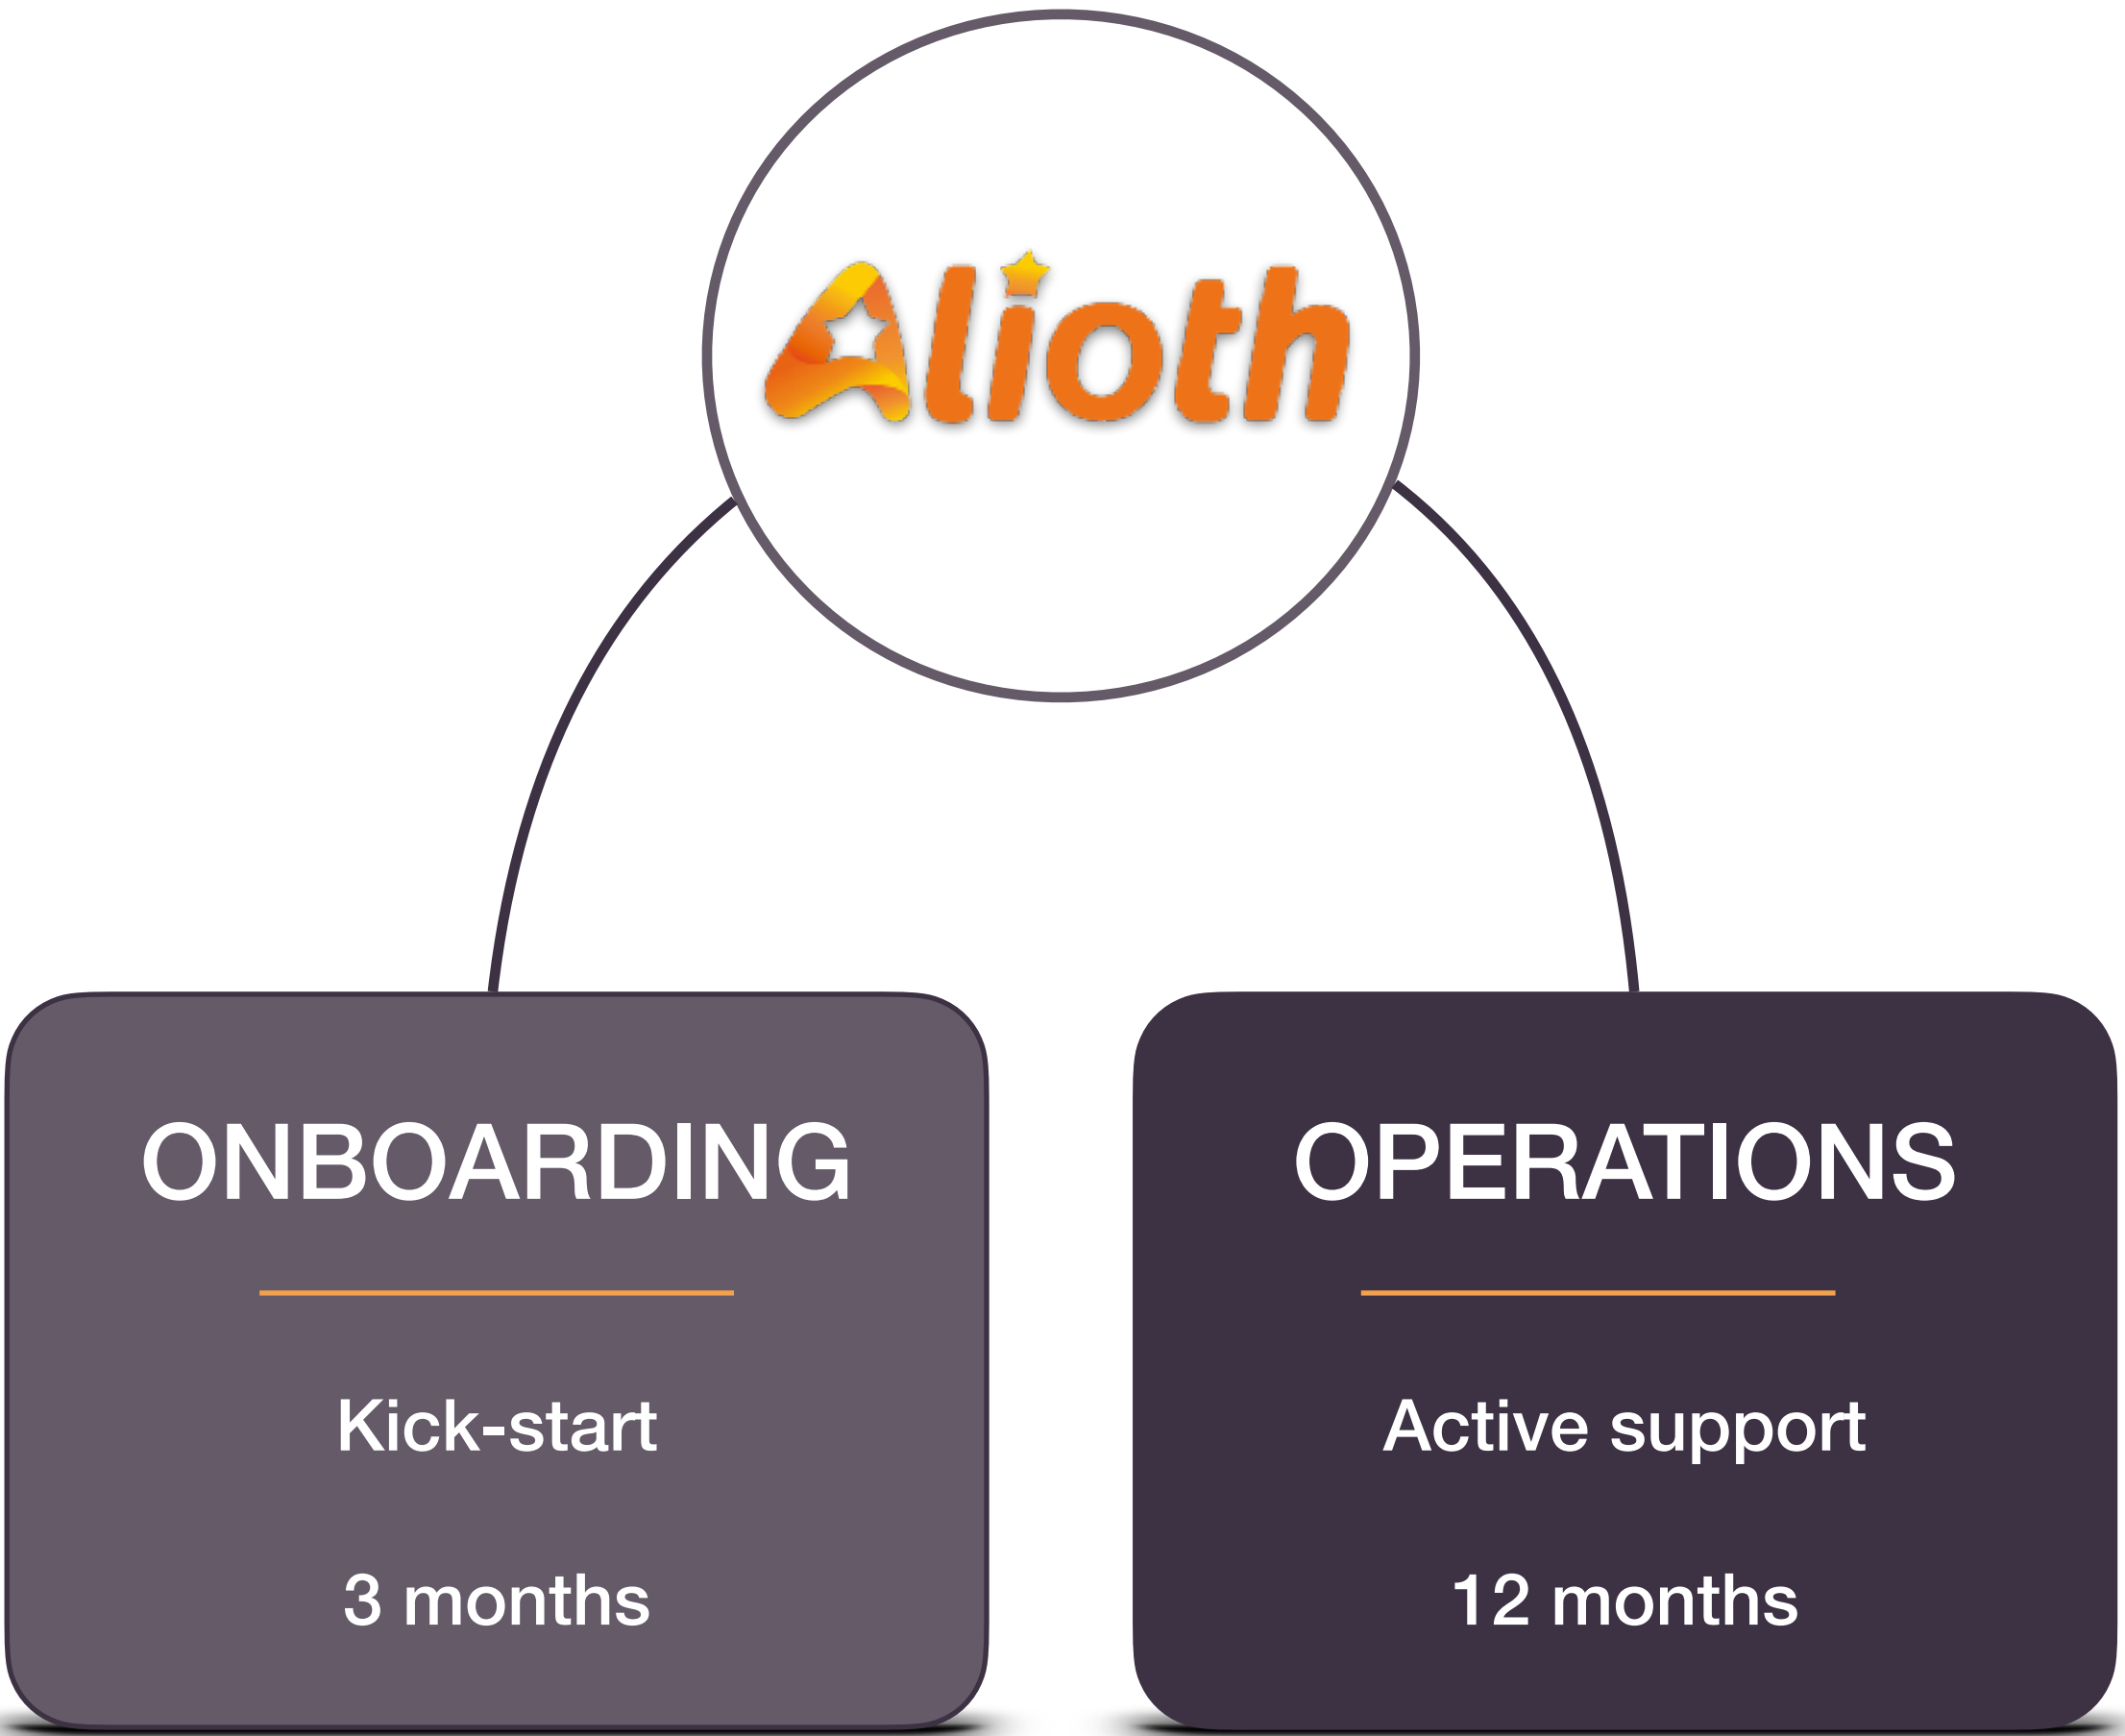 Alioth
ONBOARDING
Kick-start
3 months
OPERATIONS
Active support
12 months